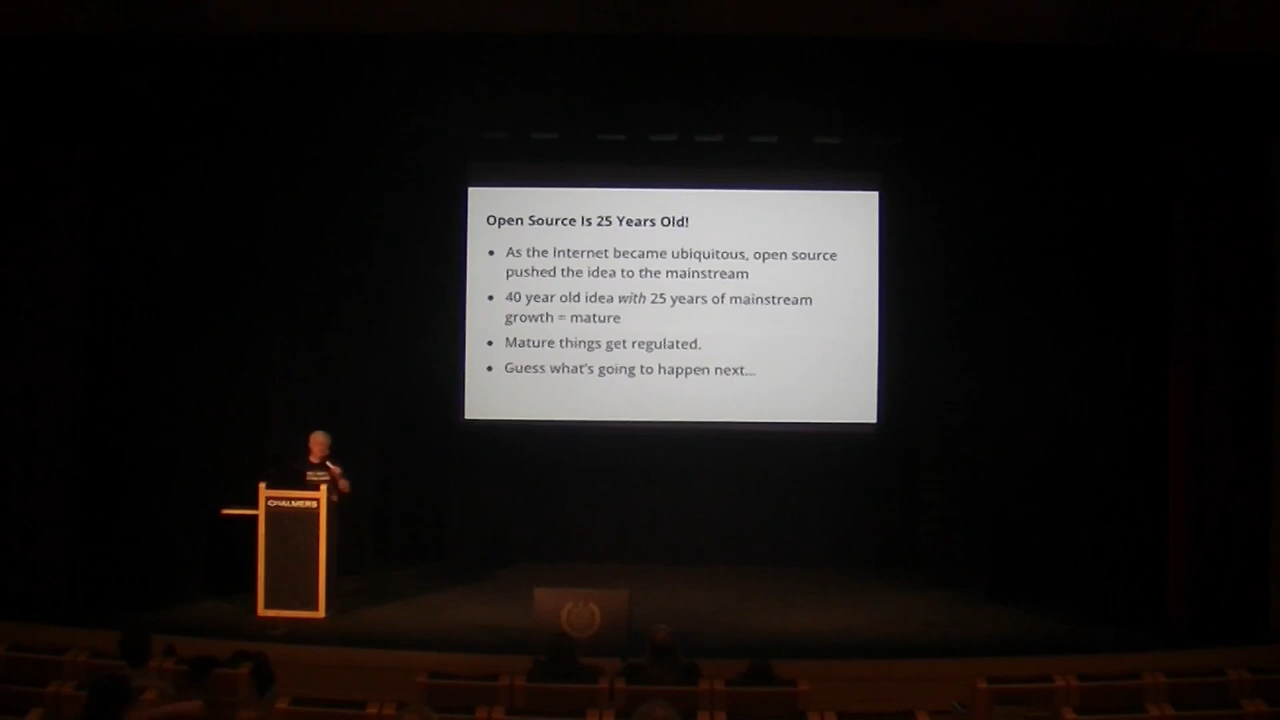 Open Source Is 25 Years Old!
• As the Internet became ubiquitous, open source
pushed the idea to the mainstream
• 40 year old idea with 25 years of mainstream
growth = mature
• Mature things get regulated.
• Guess what's going to happen next...
CHALMERS